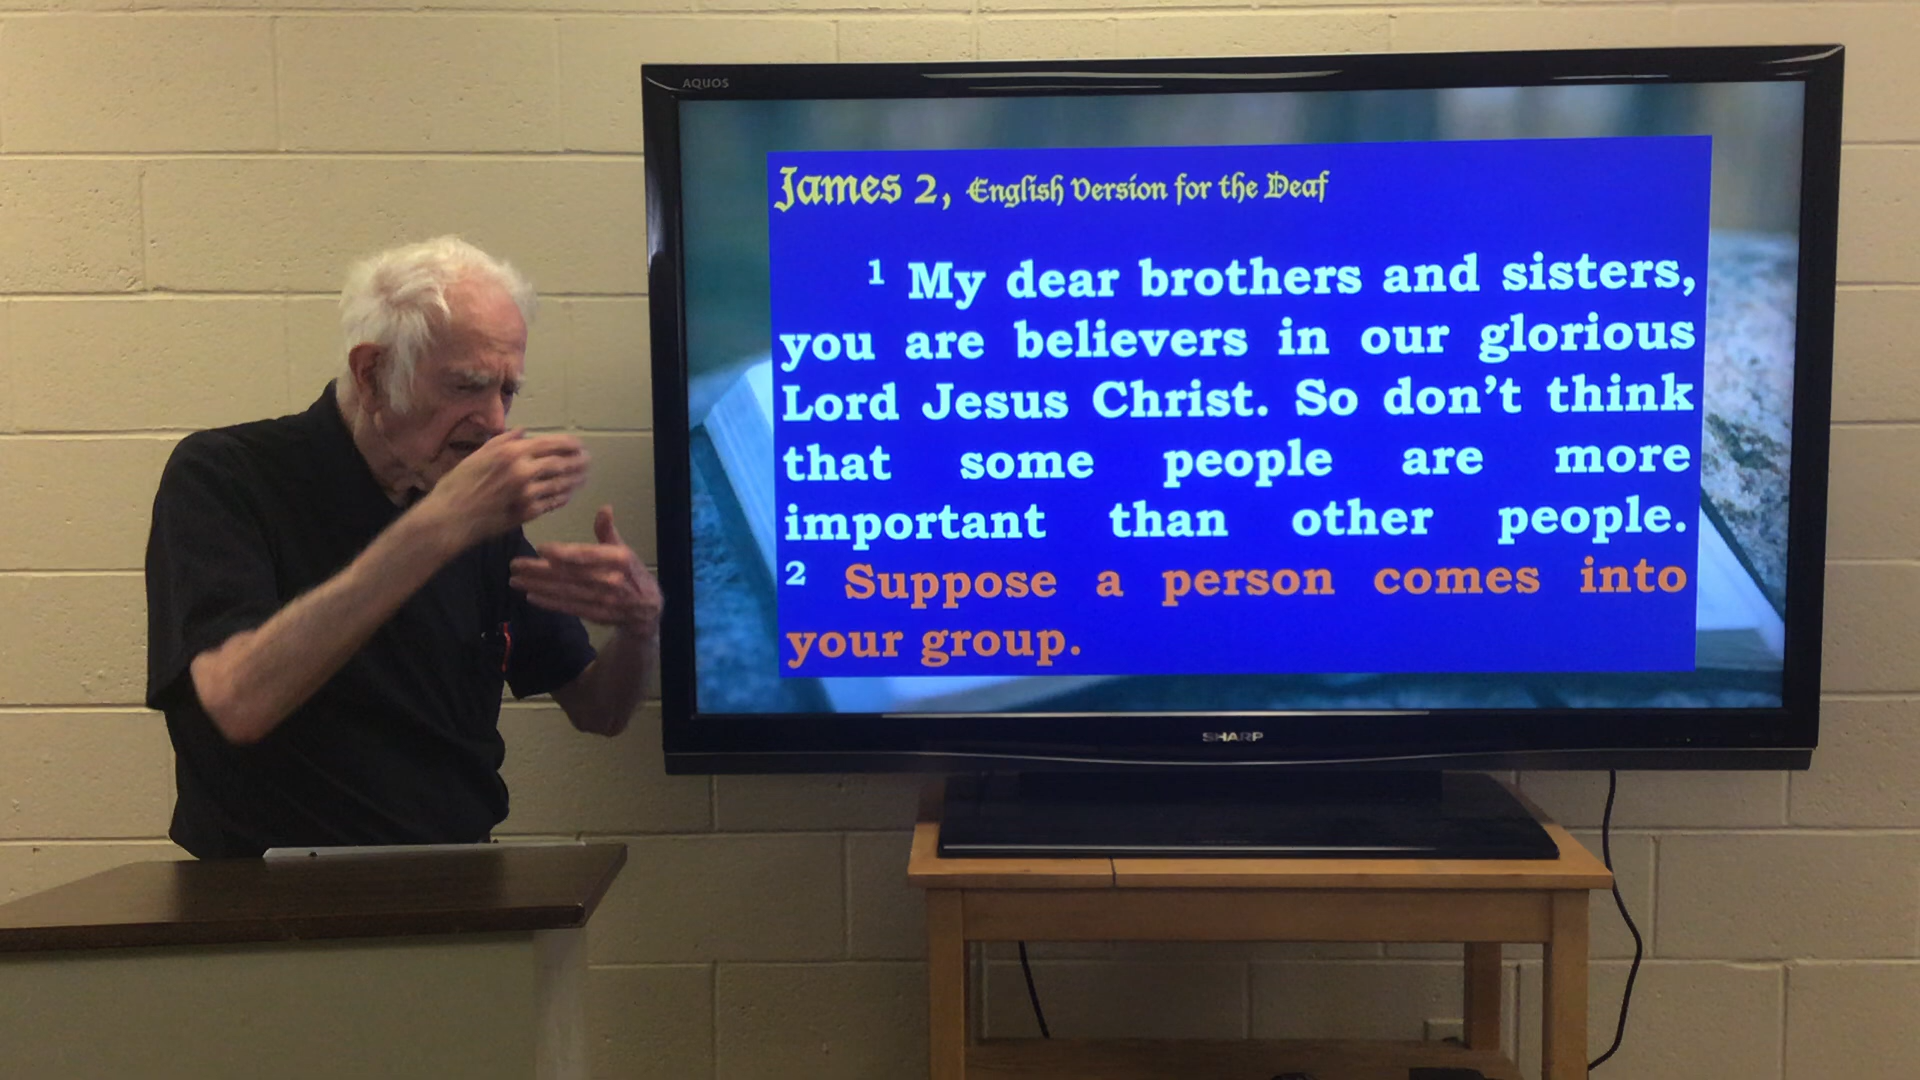 AQUOS
James 2, English Version for the Deaf
1 My dear brothers and sisters,
you are believers in our glorious
Lord Jesus Christ. So don't think
that some people are more
important than other people.
2 Suppose a person comes into
your group.
SHARP